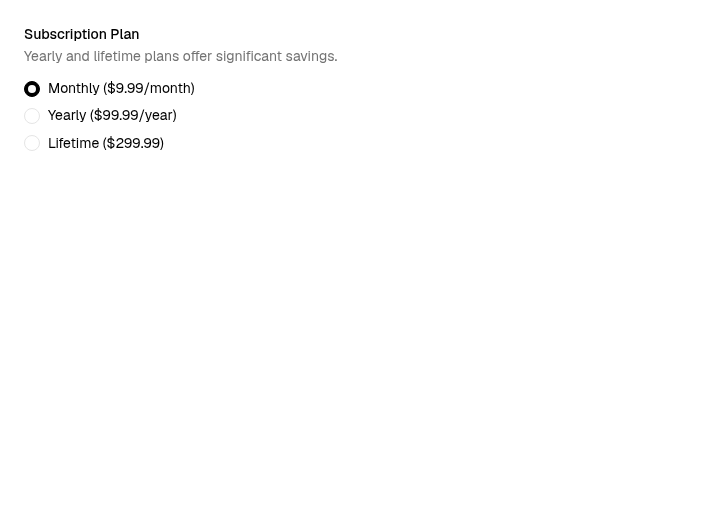 Subscription Plan
Yearly and lifetime plans offer significant savings.
Monthly ($9.99/month)
Yearly ($99.99/year)
Lifetime ($299.99)